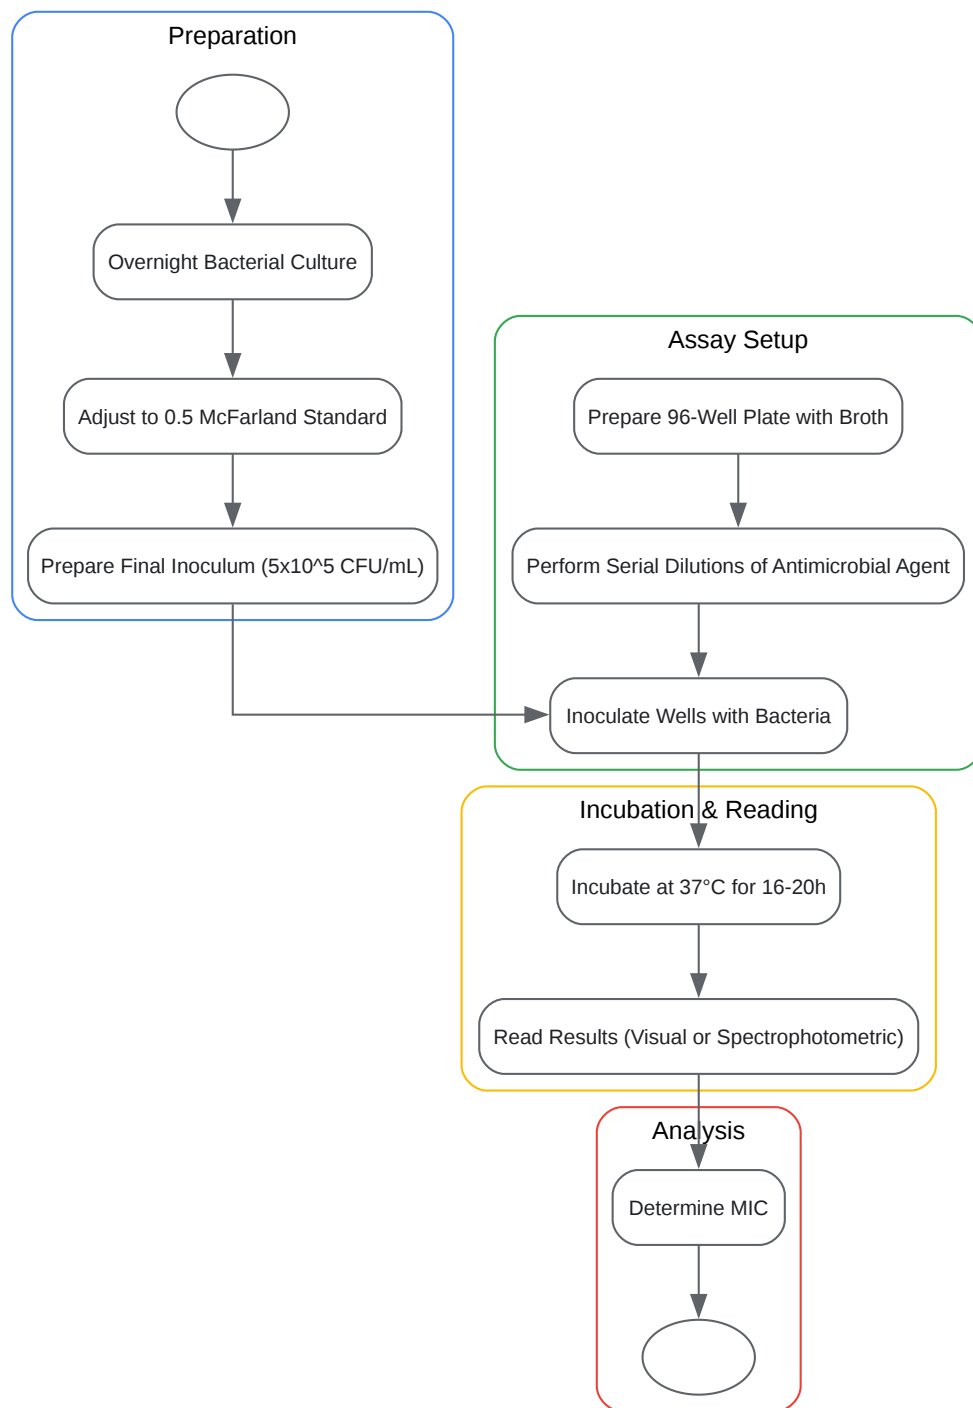 Preparation
Overnight Bacterial Culture
Adjust to 0.5 McFarland Standard
Prepare Final Inoculum (5x10^5 CFU/mL)
Assay Setup
Prepare 96-Well Plate with Broth
Perform Serial Dilutions of Antimicrobial Agent
Inoculate Wells with Bacteria
Incubation & Reading
Incubate at 37°C for 16-20h
Read Results (Visual or Spectrophotometric)
Analysis
Determine MIC